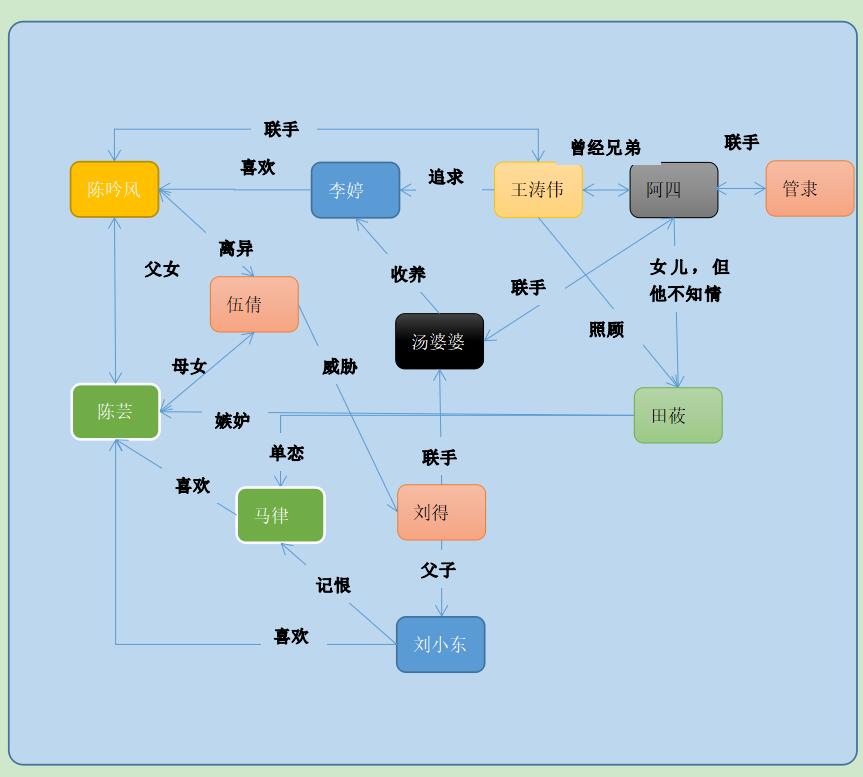 联手
曾经兄弟
联手
喜欢
追求
陈吟风
李婷
王涛伟
阿四
管隶
离异
父女
收养
女儿，但
他不知情
联手
伍倩
照顾
汤婆婆
母女
威胁
陈芸
田莜
嫉妒
单恋
联手
喜欢
马律
刘得
父子
记恨
喜欢
刘小东